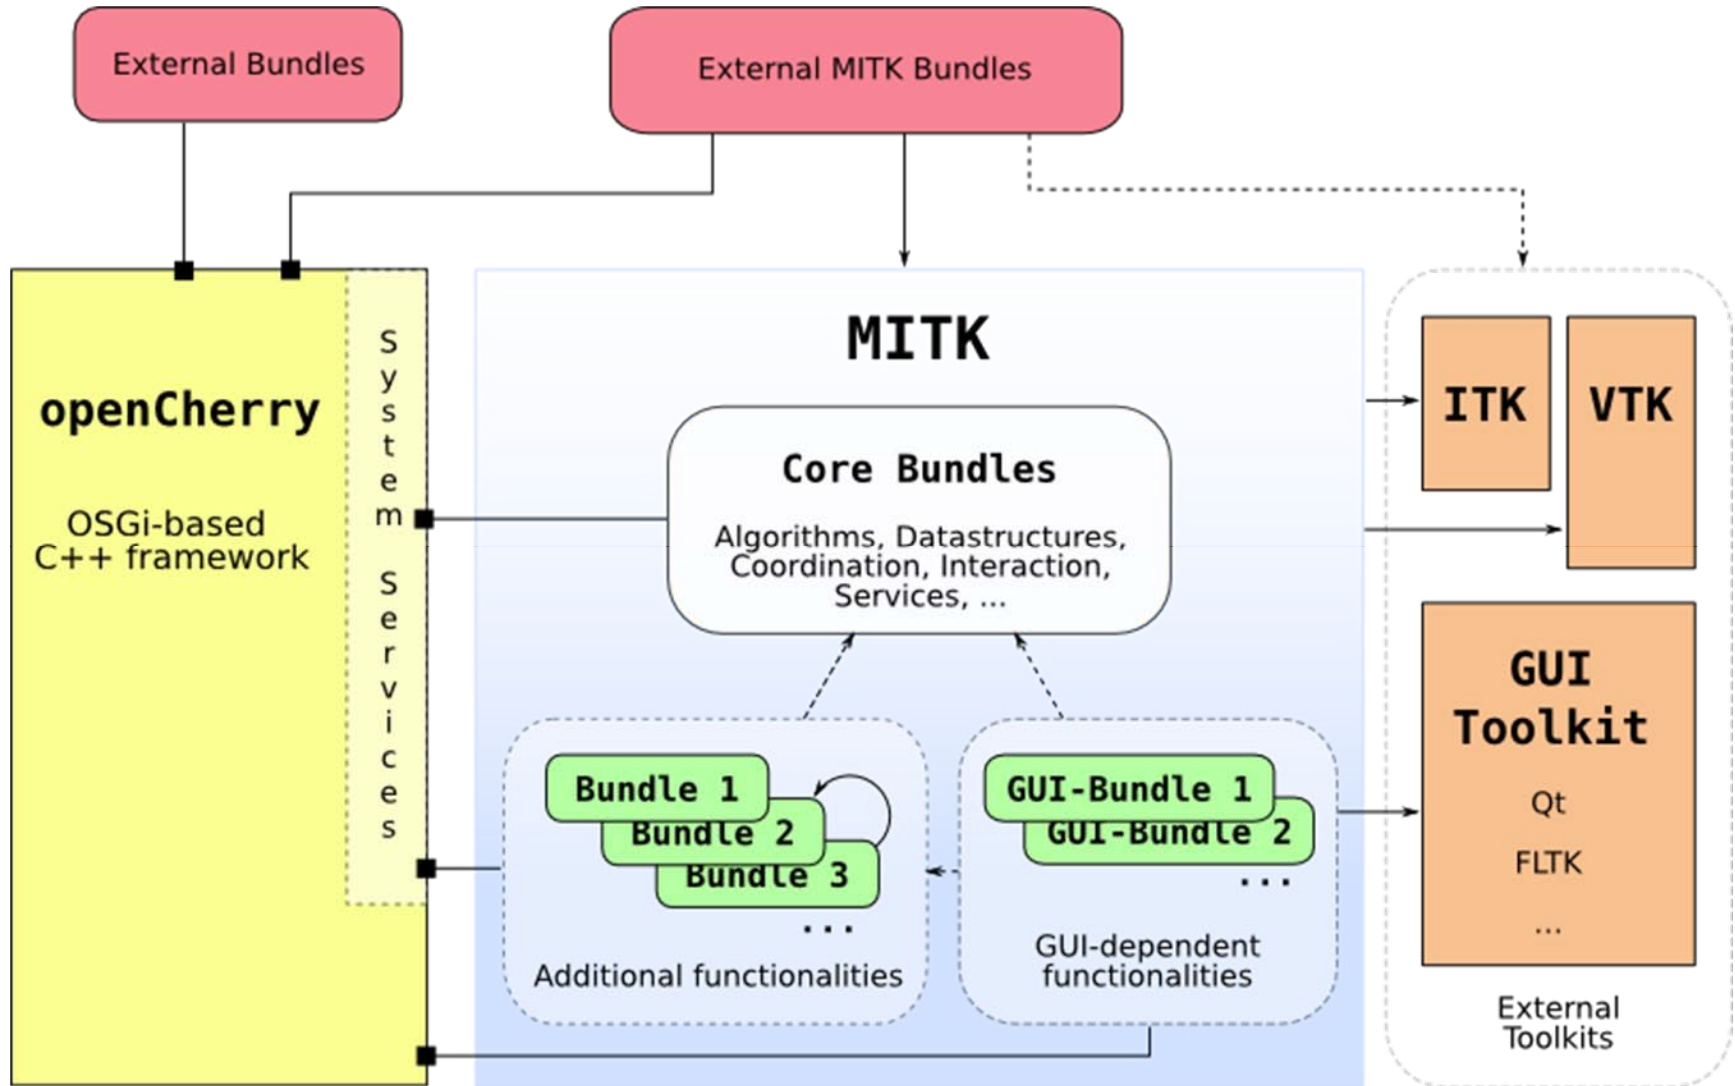 External Bundles
External MITK Bundles
openCherry
OSGi-based
C++ framework
System Services
MITK
Core Bundles
Algorithms, Datastructures,
Coordination, Interaction,
Services, ...
Bundle 1
Bundle 2
Bundle 3
...
Additional functionalities
GUI-Bundle 1
GUI-Bundle 2
...
GUI-dependent
functionalities
ITK
VTK
GUI
Toolkit
Qt
FLTK
...
External
Toolkits